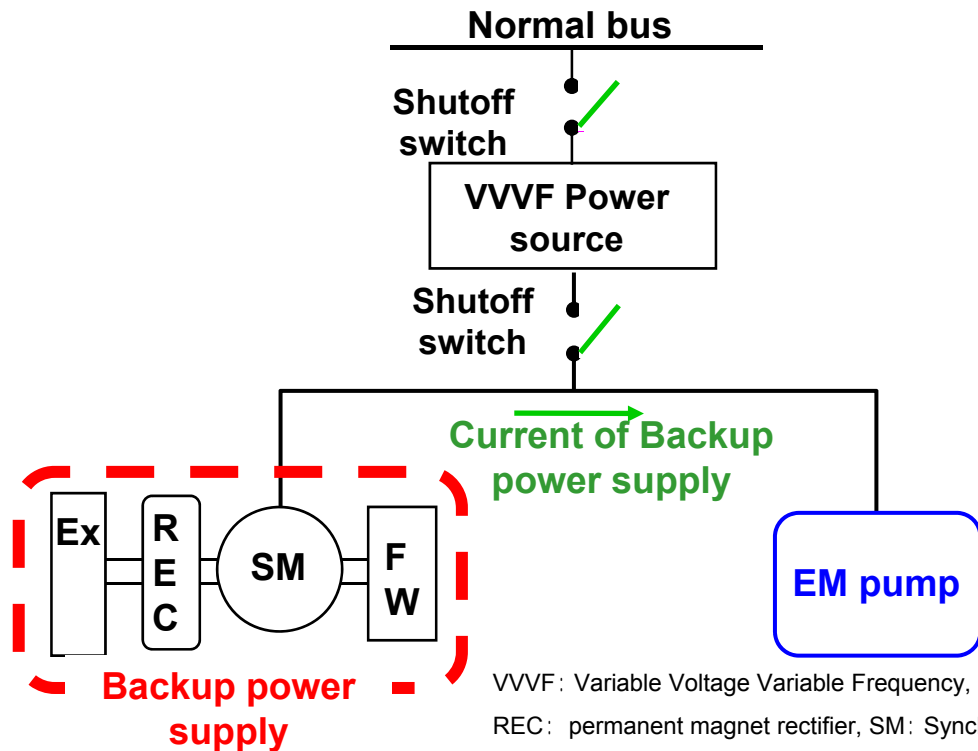 Normal bus
Shutoff
switch
VVVF Power
source
Shutoff
switch
Current of Backup
power supply
Ex
R
E
C
SM
F
W
EM pump
Backup power
supply
VVVF: Variable Voltage Variable Frequency,
REC: permanent magnet rectifier, SM: Sync